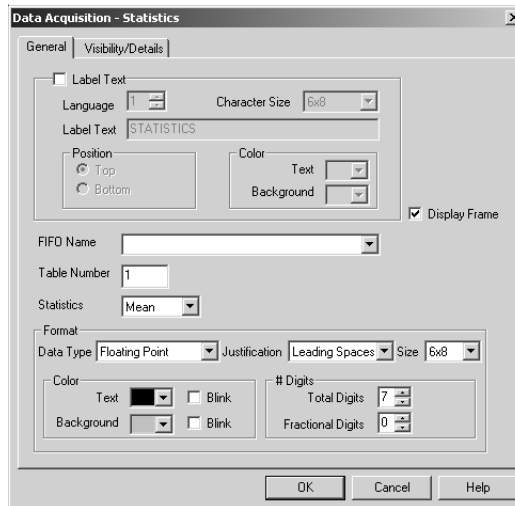 Data Acquisition - Statistics
General Visibility/Details
Label Text
Language 1 Character Size 6x8
Label Text STATISTICS
Position Color
Top Text
Bottom Background
Display Frame
FIFO Name
Table Number 1
Statistics Mean
Format
Data Type Floating Point Justification Leading Spaces Size 6x8
Color # Digits
Text Blink Total Digits 7
Background Blink Fractional Digits 0
OK Cancel Help